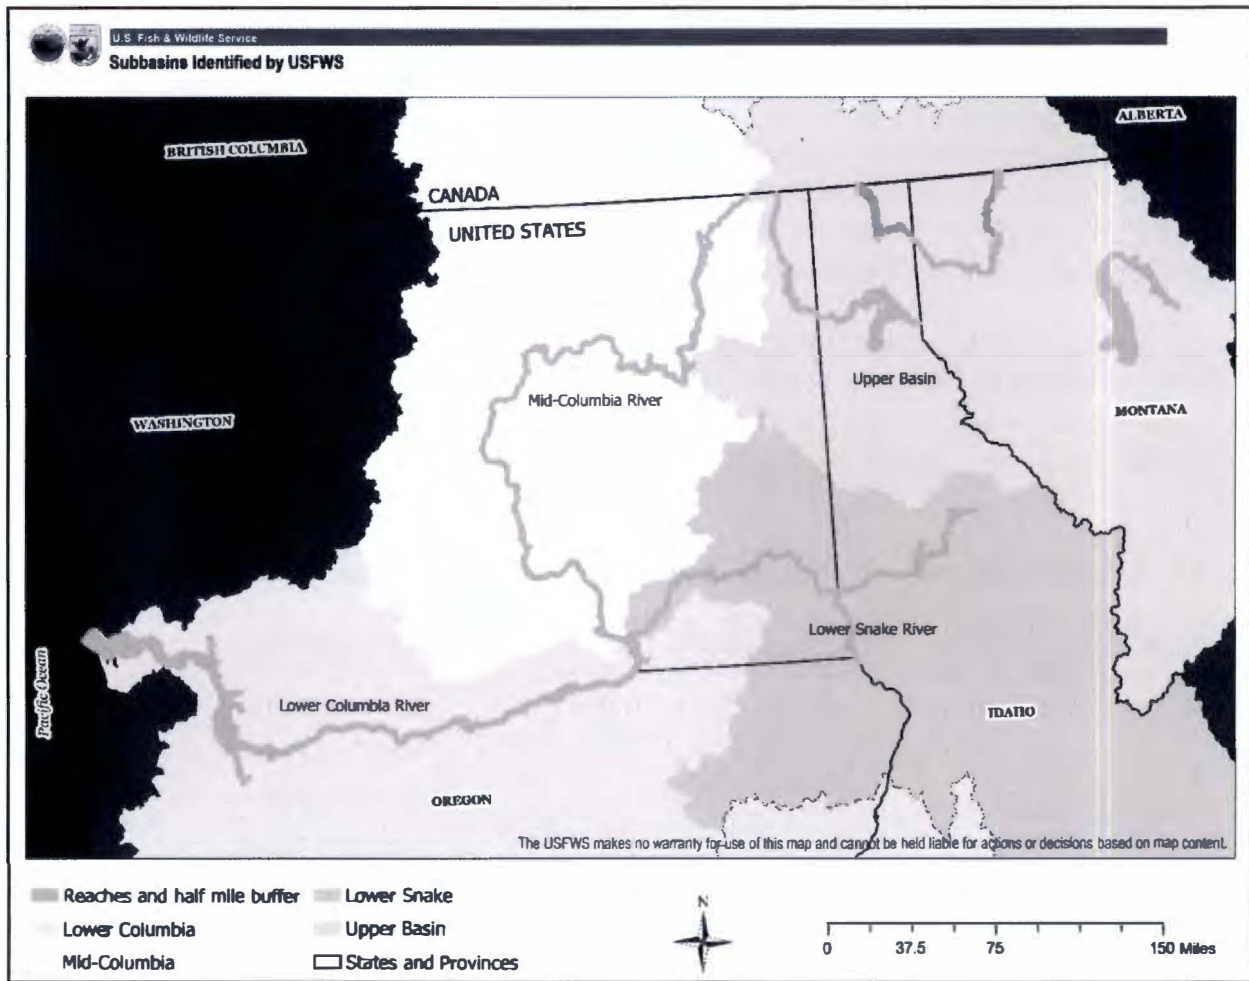 U.S. Fish & Wildlife Service
Subbasins Identified by USFWS
ALBERTA
BRITISH COLUMBIA
CANADA
UNITED STATES
Mid-Columbia River
Upper Basin
WASHINGTON
MONTANA
Lower Snake River
Pacific Ocean
Lower Columbia River
IDAHO
OREGON
The USFWS makes no warranty for use of this map and cannot be held liable for actions or decisions based on map content.
Reaches and half mile buffer
Lower Snake
Lower Columbia
Upper Basin
Mid-Columbia
States and Provinces
N
0 37.5 75 150 Miles